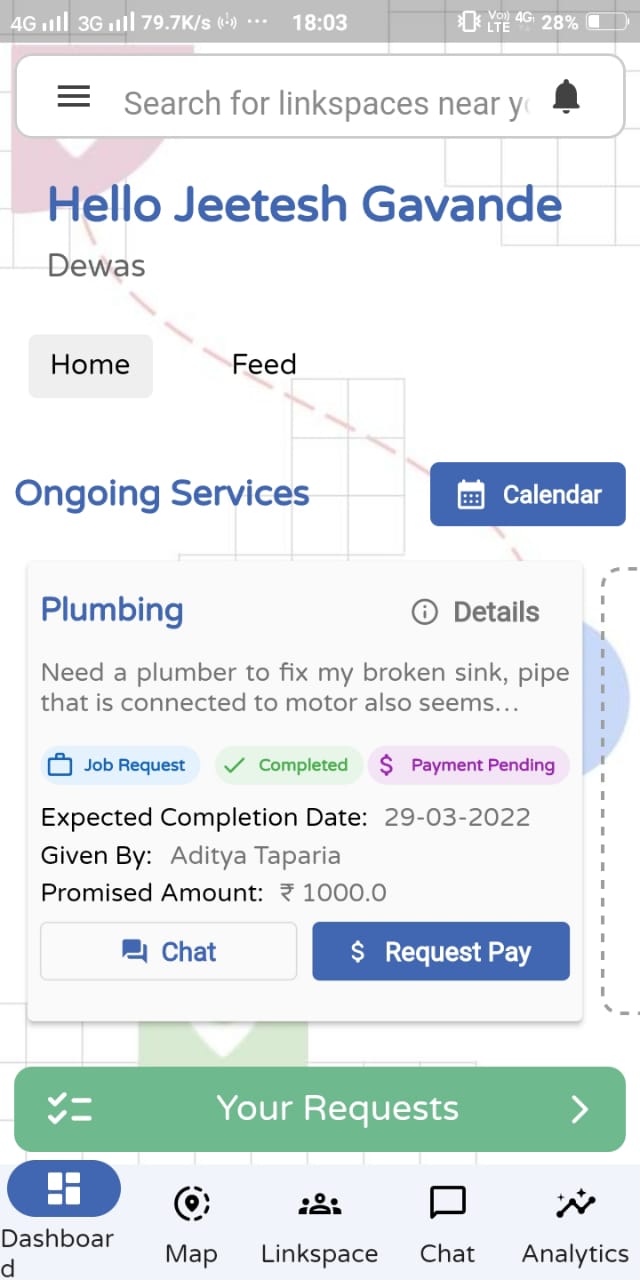 4G 3G 79.7K/s ... 18:03 Vo) LTE 4G 28%
Search for linkspaces near
Hello Jeetesh Gavande
Dewas
Home Feed
Ongoing Services Calendar
Plumbing Details
Need a plumber to fix my broken sink, pipe
that is connected to motor also seems...
Job Request Completed $ Payment Pending
Expected Completion Date: 29-03-2022
Given By: Aditya Taparia
Promised Amount: ₹ 1000.0
Chat $ Request Pay
Your Requests
Dashboar
d
Map Linkspace Chat Analytics